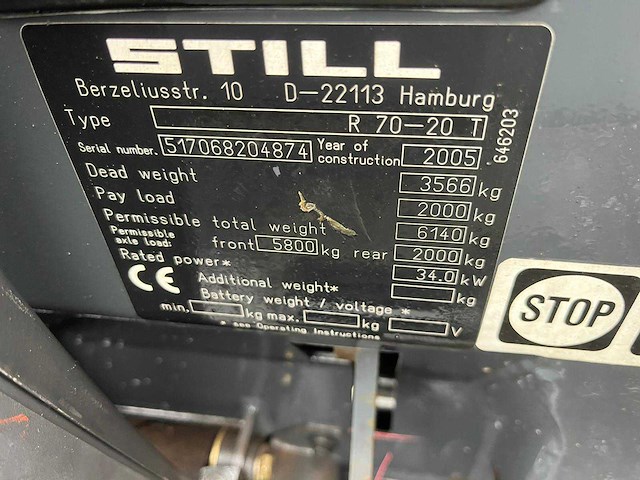 STILL
Berzeliusstr. 10 D-22113 Hamburg
Type R 70-20 T
Serial number. 517068204874 Year of construction 2005
Dead weight 3566 kg
Pay load 2000 kg
Permissible total weight 6140 kg
Permissible axle load: front 5800 kg rear 2000 kg
Rated power* 34.0 kW
CE Additional weight* kg
Battery weight / voltage *
min. kg max. kg V
* see Operating Instructions
646203
STOP